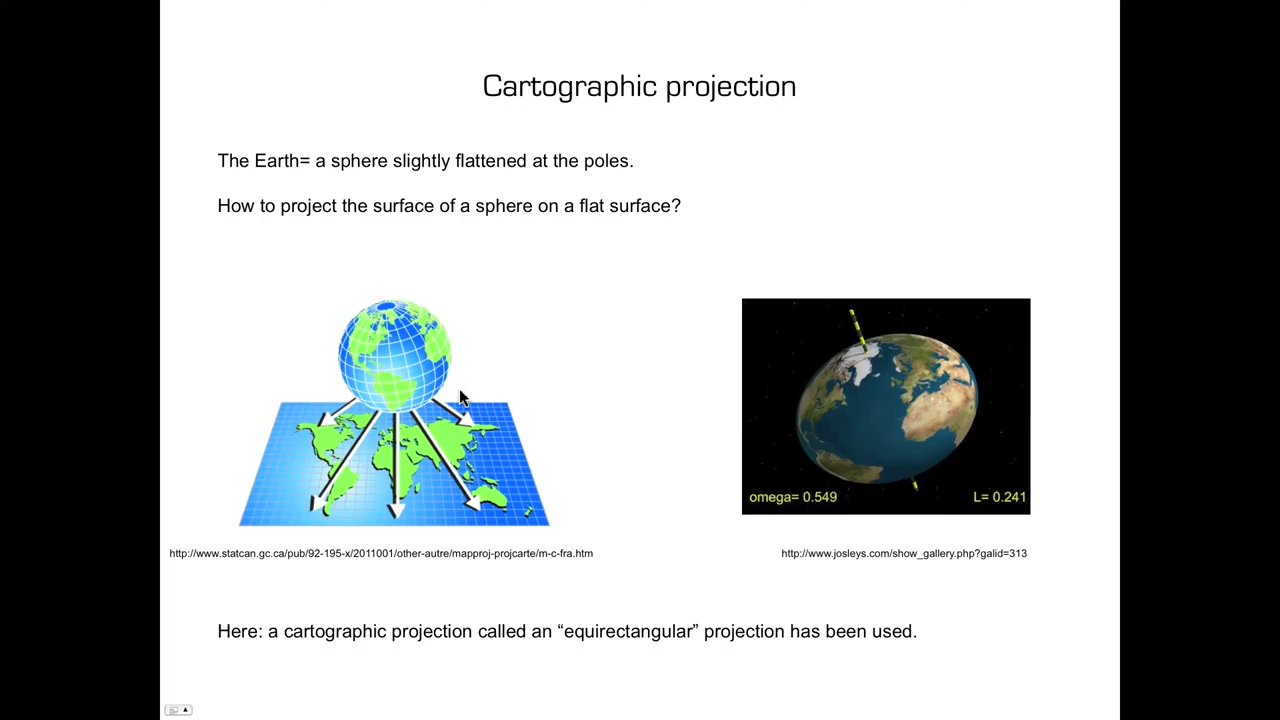 Cartographic projection
The Earth= a sphere slightly flattened at the poles.
How to project the surface of a sphere on a flat surface?
omega= 0.549
L= 0.241
http://www.statcan.gc.ca/pub/92-195-x/2011001/other-autre/mapproj-projcarte/m-c-fra.htm
http://www.josleys.com/show_gallery.php?galid=313
Here: a cartographic projection called an “equirectangular” projection has been used.